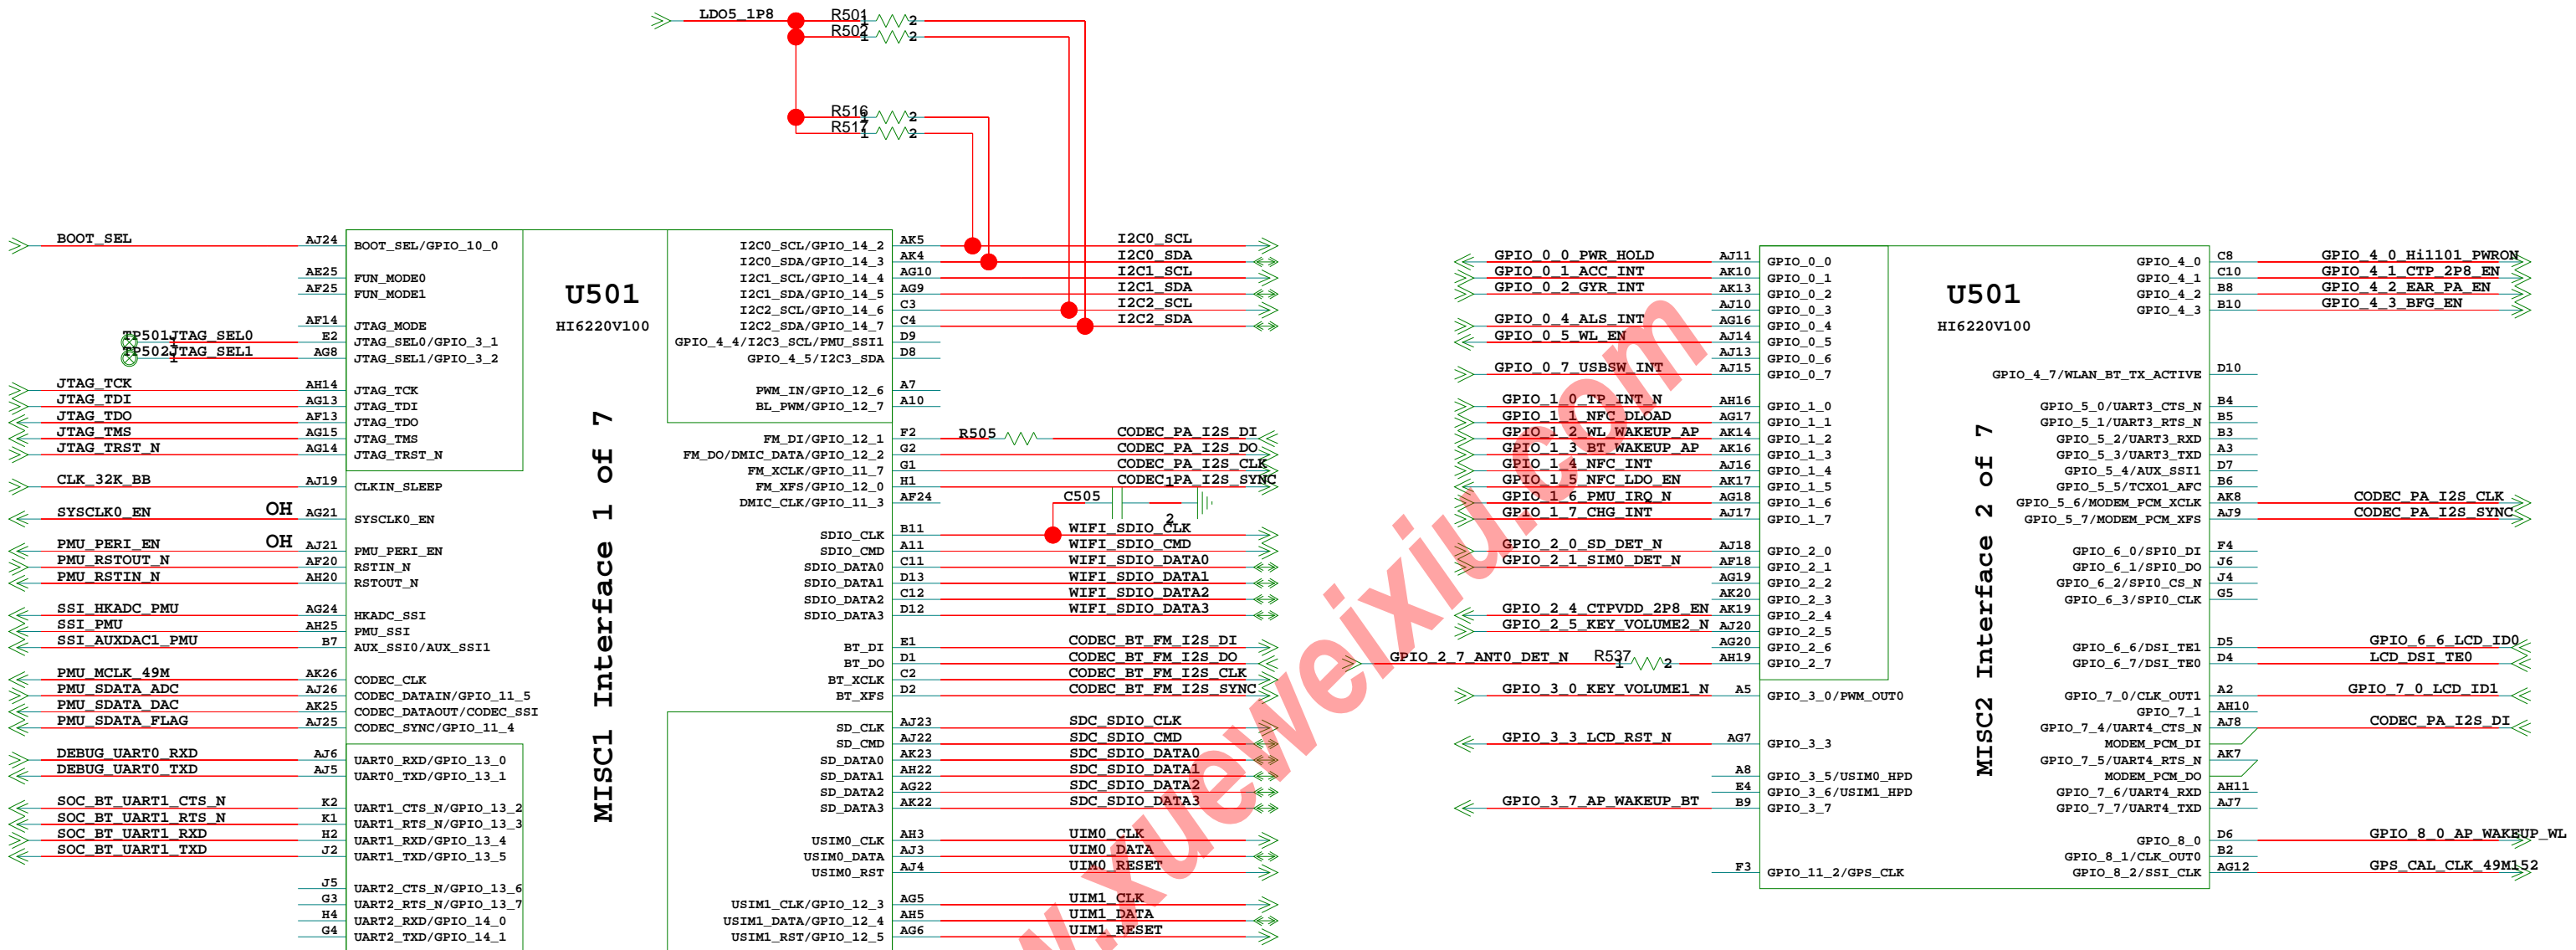 LDO5_1P8
R501
1 2
R502
1 2
R516
1 2
R517
1 2
BOOT_SEL AJ24 BOOT_SEL/GPIO_10_0
AE25 FUN_MODE0
AF25 FUN_MODE1
AF14 JTAG_MODE
TP501 JTAG_SEL0 1 E2 JTAG_SEL0/GPIO_3_1
TP502 JTAG_SEL1 1 AG8 JTAG_SEL1/GPIO_3_2
JTAG_TCK AH14 JTAG_TCK
JTAG_TDI AG13 JTAG_TDI
JTAG_TDO AF13 JTAG_TDO
JTAG_TMS AG15 JTAG_TMS
JTAG_TRST_N AG14 JTAG_TRST_N
CLK_32K_BB AJ19 CLKIN_SLEEP
SYSCLK0_EN OH AG21 SYSCLK0_EN
PMU_PERI_EN OH AJ21 PMU_PERI_EN
PMU_RSTOUT_N AF20 RSTIN_N
PMU_RSTIN_N AH20 RSTOUT_N
SSI_HKADC_PMU AG24 HKADC_SSI
SSI_PMU AH25 PMU_SSI
SSI_AUXDAC1_PMU B7 AUX_SSI0/AUX_SSI1
PMU_MCLK_49M AK26 CODEC_CLK
PMU_SDATA_ADC AJ26 CODEC_DATAIN/GPIO_11_5
PMU_SDATA_DAC AK25 CODEC_DATAOUT/CODEC_SSI
PMU_SDATA_FLAG AJ25 CODEC_SYNC/GPIO_11_4
DEBUG_UART0_RXD AJ6 UART0_RXD/GPIO_13_0
DEBUG_UART0_TXD AJ5 UART0_TXD/GPIO_13_1
SOC_BT_UART1_CTS_N K2 UART1_CTS_N/GPIO_13_2
SOC_BT_UART1_RTS_N K1 UART1_RTS_N/GPIO_13_3
SOC_BT_UART1_RXD H2 UART1_RXD/GPIO_13_4
SOC_BT_UART1_TXD J2 UART1_TXD/GPIO_13_5
J5 UART2_CTS_N/GPIO_13_6
G3 UART2_RTS_N/GPIO_13_7
H4 UART2_RXD/GPIO_14_0
G4 UART2_TXD/GPIO_14_1
U501
HI6220V100
MISC1 Interface 1 of 7
I2C0_SCL/GPIO_14_2 AK5 I2C0_SCL
I2C0_SDA/GPIO_14_3 AK4 I2C0_SDA
I2C1_SCL/GPIO_14_4 AG10 I2C1_SCL
I2C1_SDA/GPIO_14_5 AG9 I2C1_SDA
I2C2_SCL/GPIO_14_6 C3 I2C2_SCL
I2C2_SDA/GPIO_14_7 C4 I2C2_SDA
GPIO_4_4/I2C3_SCL/PMU_SSI1 D9
GPIO_4_5/I2C3_SDA D8
PWM_IN/GPIO_12_6 A7
BL_PWM/GPIO_12_7 A10
FM_DI/GPIO_12_1 F2 R505 CODEC_PA_I2S_DI
FM_DO/DMIC_DATA/GPIO_12_2 G2 CODEC_PA_I2S_DO
FM_XCLK/GPIO_11_7 G1 CODEC_PA_I2S_CLK
FM_XFS/GPIO_12_0 H1 CODEC_PA_I2S_SYNC
DMIC_CLK/GPIO_11_3 AF24
C505 1 2
SDIO_CLK B11 WIFI_SDIO_CLK
SDIO_CMD A11 WIFI_SDIO_CMD
SDIO_DATA0 C11 WIFI_SDIO_DATA0
SDIO_DATA1 D13 WIFI_SDIO_DATA1
SDIO_DATA2 C12 WIFI_SDIO_DATA2
SDIO_DATA3 D12 WIFI_SDIO_DATA3
BT_DI E1 CODEC_BT_FM_I2S_DI
BT_DO D1 CODEC_BT_FM_I2S_DO
BT_XCLK C2 CODEC_BT_FM_I2S_CLK
BT_XFS D2 CODEC_BT_FM_I2S_SYNC
SD_CLK AJ23 SDC_SDIO_CLK
SD_CMD AJ22 SDC_SDIO_CMD
SD_DATA0 AK23 SDC_SDIO_DATA0
SD_DATA1 AH22 SDC_SDIO_DATA1
SD_DATA2 AG22 SDC_SDIO_DATA2
SD_DATA3 AK22 SDC_SDIO_DATA3
USIM0_CLK AH3 UIM0_CLK
USIM0_DATA AJ3 UIM0_DATA
USIM0_RST AJ4 UIM0_RESET
USIM1_CLK/GPIO_12_3 AG5 UIM1_CLK
USIM1_DATA/GPIO_12_4 AH5 UIM1_DATA
USIM1_RST/GPIO_12_5 AG6 UIM1_RESET
GPIO_0_0_PWR_HOLD AJ11 GPIO_0_0
GPIO_0_1_ACC_INT AK10 GPIO_0_1
GPIO_0_2_GYR_INT AK13 GPIO_0_2
AJ10 GPIO_0_3
GPIO_0_4_ALS_INT AG16 GPIO_0_4
GPIO_0_5_WL_EN AJ14 GPIO_0_5
AJ13 GPIO_0_6
GPIO_0_7_USBSW_INT AJ15 GPIO_0_7
GPIO_1_0_TP_INT_N AH16 GPIO_1_0
GPIO_1_1_NFC_DLOAD AG17 GPIO_1_1
GPIO_1_2_WL_WAKEUP_AP AK14 GPIO_1_2
GPIO_1_3_BT_WAKEUP_AP AK16 GPIO_1_3
GPIO_1_4_NFC_INT AJ16 GPIO_1_4
GPIO_1_5_NFC_LDO_EN AK17 GPIO_1_5
GPIO_1_6_PMU_IRQ_N AG18 GPIO_1_6
GPIO_1_7_CHG_INT AJ17 GPIO_1_7
GPIO_2_0_SD_DET_N AJ18 GPIO_2_0
GPIO_2_1_SIM0_DET_N AF18 GPIO_2_1
AG19 GPIO_2_2
AK20 GPIO_2_3
GPIO_2_4_CTPVDD_2P8_EN AK19 GPIO_2_4
GPIO_2_5_KEY_VOLUME2_N AJ20 GPIO_2_5
AG20 GPIO_2_6
GPIO_2_7_ANT0_DET_N R537 1 2 AH19 GPIO_2_7
GPIO_3_0_KEY_VOLUME1_N A5 GPIO_3_0/PWM_OUT0
GPIO_3_3_LCD_RST_N AG7 GPIO_3_3
A8 GPIO_3_5/USIM0_HPD
E4 GPIO_3_6/USIM1_HPD
GPIO_3_7_AP_WAKEUP_BT B9 GPIO_3_7
F3 GPIO_11_2/GPS_CLK
U501
HI6220V100
MISC2 Interface 2 of 7
GPIO_4_0 C8 GPIO_4_0_Hi1101_PWRON
GPIO_4_1 C10 GPIO_4_1_CTP_2P8_EN
GPIO_4_2 B8 GPIO_4_2_EAR_PA_EN
GPIO_4_3 B10 GPIO_4_3_BFG_EN
GPIO_4_7/WLAN_BT_TX_ACTIVE D10
GPIO_5_0/UART3_CTS_N B4
GPIO_5_1/UART3_RTS_N B5
GPIO_5_2/UART3_RXD B3
GPIO_5_3/UART3_TXD A3
GPIO_5_4/AUX_SSI1 D7
GPIO_5_5/TCXO1_AFC B6
GPIO_5_6/MODEM_PCM_XCLK AK8 CODEC_PA_I2S_CLK
GPIO_5_7/MODEM_PCM_XFS AJ9 CODEC_PA_I2S_SYNC
GPIO_6_0/SPI0_DI F4
GPIO_6_1/SPI0_DO J6
GPIO_6_2/SPI0_CS_N J4
GPIO_6_3/SPI0_CLK G5
GPIO_6_6/DSI_TE1 D5 GPIO_6_6_LCD_ID0
GPIO_6_7/DSI_TE0 D4 LCD_DSI_TE0
GPIO_7_0/CLK_OUT1 A2 GPIO_7_0_LCD_ID1
GPIO_7_1 AH10
GPIO_7_4/UART4_CTS_N AJ8 CODEC_PA_I2S_DI
MODEM_PCM_DI
GPIO_7_5/UART4_RTS_N AK7
MODEM_PCM_DO
GPIO_7_6/UART4_RXD AH11
GPIO_7_7/UART4_TXD AJ7
GPIO_8_0 D6 GPIO_8_0_AP_WAKEUP_WL
GPIO_8_1/CLK_OUT0 B2
GPIO_8_2/SSI_CLK AG12 GPS_CAL_CLK_49M152
w.xueweixiu.com